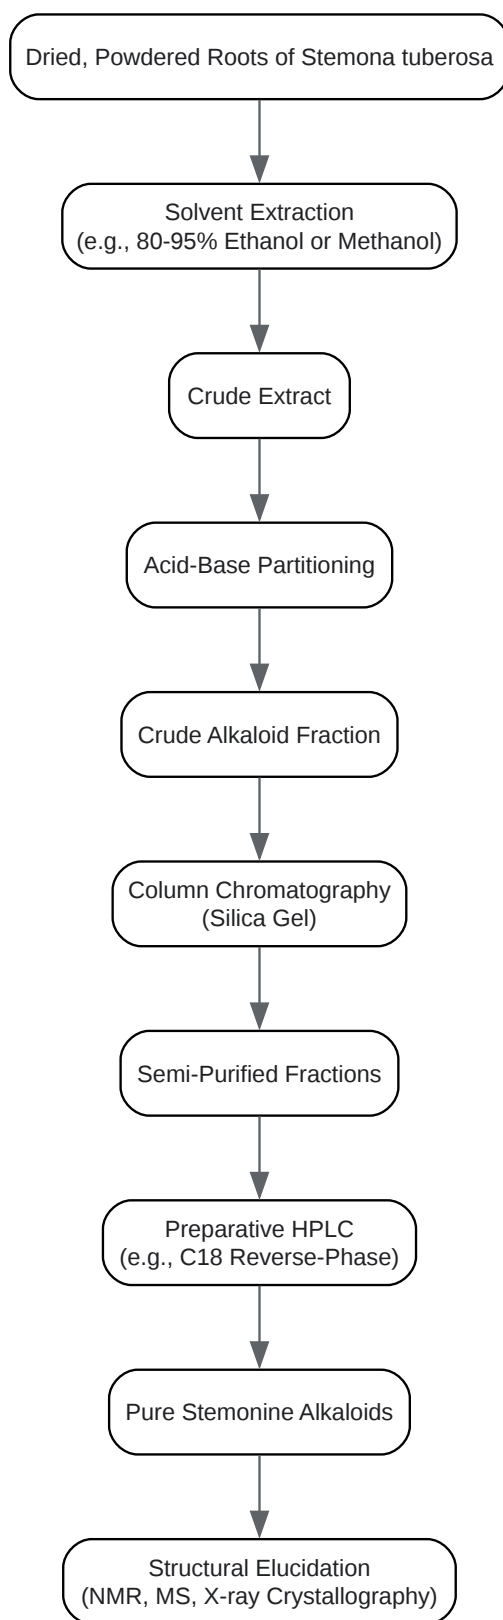 Dried, Powdered Roots of Stemona tuberosa
Solvent Extraction
(e.g., 80-95% Ethanol or Methanol)
Crude Extract
Acid-Base Partitioning
Crude Alkaloid Fraction
Column Chromatography
(Silica Gel)
Semi-Purified Fractions
Preparative HPLC
(e.g., C18 Reverse-Phase)
Pure Stemonine Alkaloids
Structural Elucidation
(NMR, MS, X-ray Crystallography)